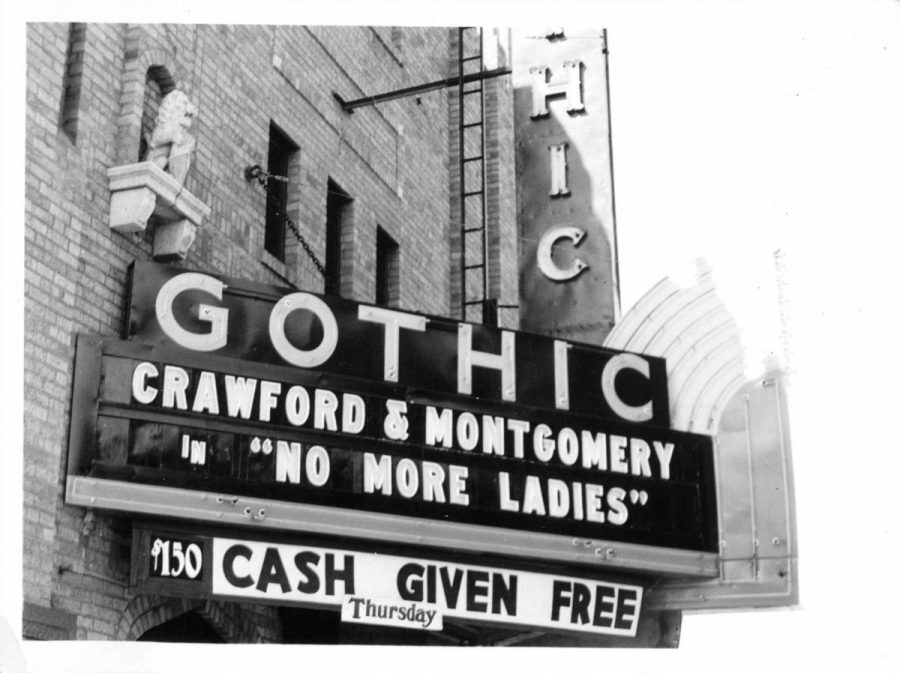 HIC
GOTHIC
CRAWFORD & MONTGOMERY
IN "NO MORE LADIES"
$150 CASH GIVEN FREE
Thursday